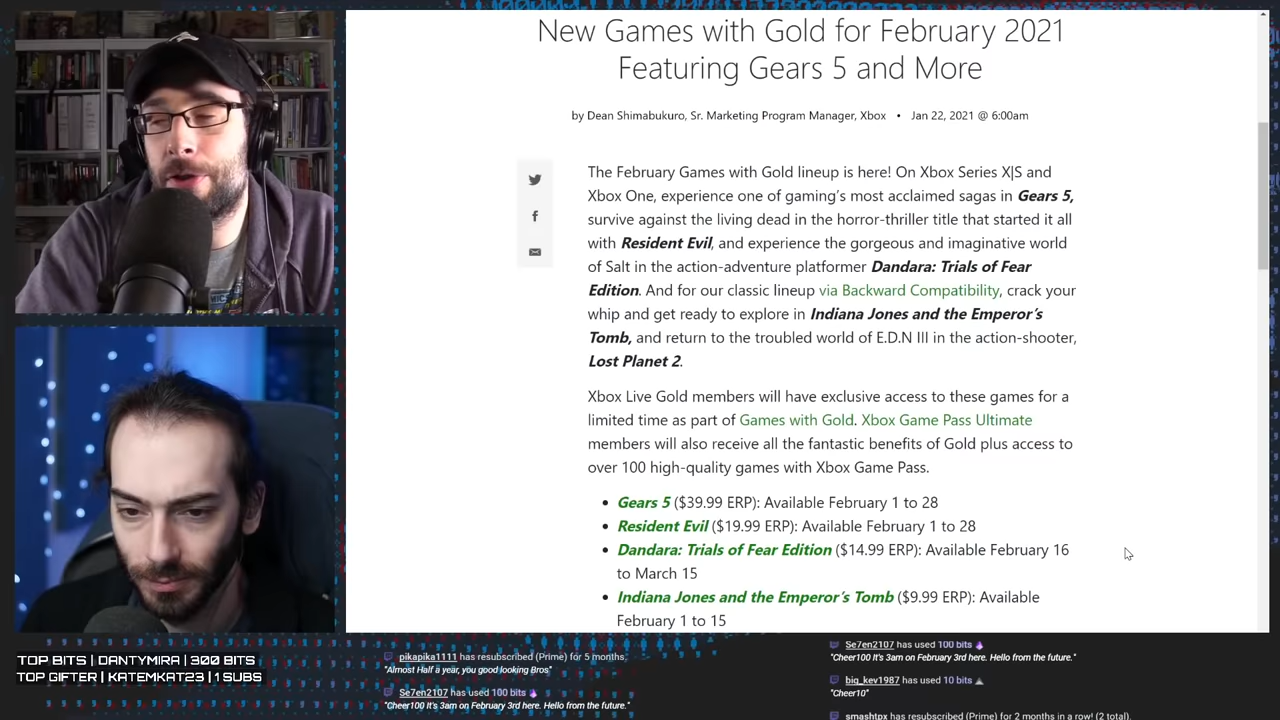 New Games with Gold for February 2021
Featuring Gears 5 and More
by Dean Shimabukuro, Sr. Marketing Program Manager, Xbox • Jan 22, 2021 @ 6:00am
The February Games with Gold lineup is here! On Xbox Series X|S and
Xbox One, experience one of gaming's most acclaimed sagas in Gears 5,
survive against the living dead in the horror-thriller title that started it all
with Resident Evil, and experience the gorgeous and imaginative world
of Salt in the action-adventure platformer Dandara: Trials of Fear
Edition. And for our classic lineup via Backward Compatibility, crack your
whip and get ready to explore in Indiana Jones and the Emperor's
Tomb, and return to the troubled world of E.D.N III in the action-shooter,
Lost Planet 2.
Xbox Live Gold members will have exclusive access to these games for a
limited time as part of Games with Gold. Xbox Game Pass Ultimate
members will also receive all the fantastic benefits of Gold plus access to
over 100 high-quality games with Xbox Game Pass.
• Gears 5 ($39.99 ERP): Available February 1 to 28
• Resident Evil ($19.99 ERP): Available February 1 to 28
• Dandara: Trials of Fear Edition ($14.99 ERP): Available February 16
to March 15
• Indiana Jones and the Emperor's Tomb ($9.99 ERP): Available
February 1 to 15
TOP BITS | DANTYMIRA | 300 BITS
TOP GIFTER | KATEMKAT23 | 1 SUBS
pikapika1111 has resubscribed (Prime) for 5 months.
"Almost Half a year, you good looking Bros"
Se7en2107 has used 100 bits
"Cheer100 It's 3am on February 3rd here. Hello from the future."
Se7en2107 has used 100 bits
"Cheer100 It's 3am on February 3rd here. Hello from the future."
big_kev1987 has used 10 bits
"Cheer10"
smashtpx has resubscribed (Prime) for 2 months in a row! (2 total).